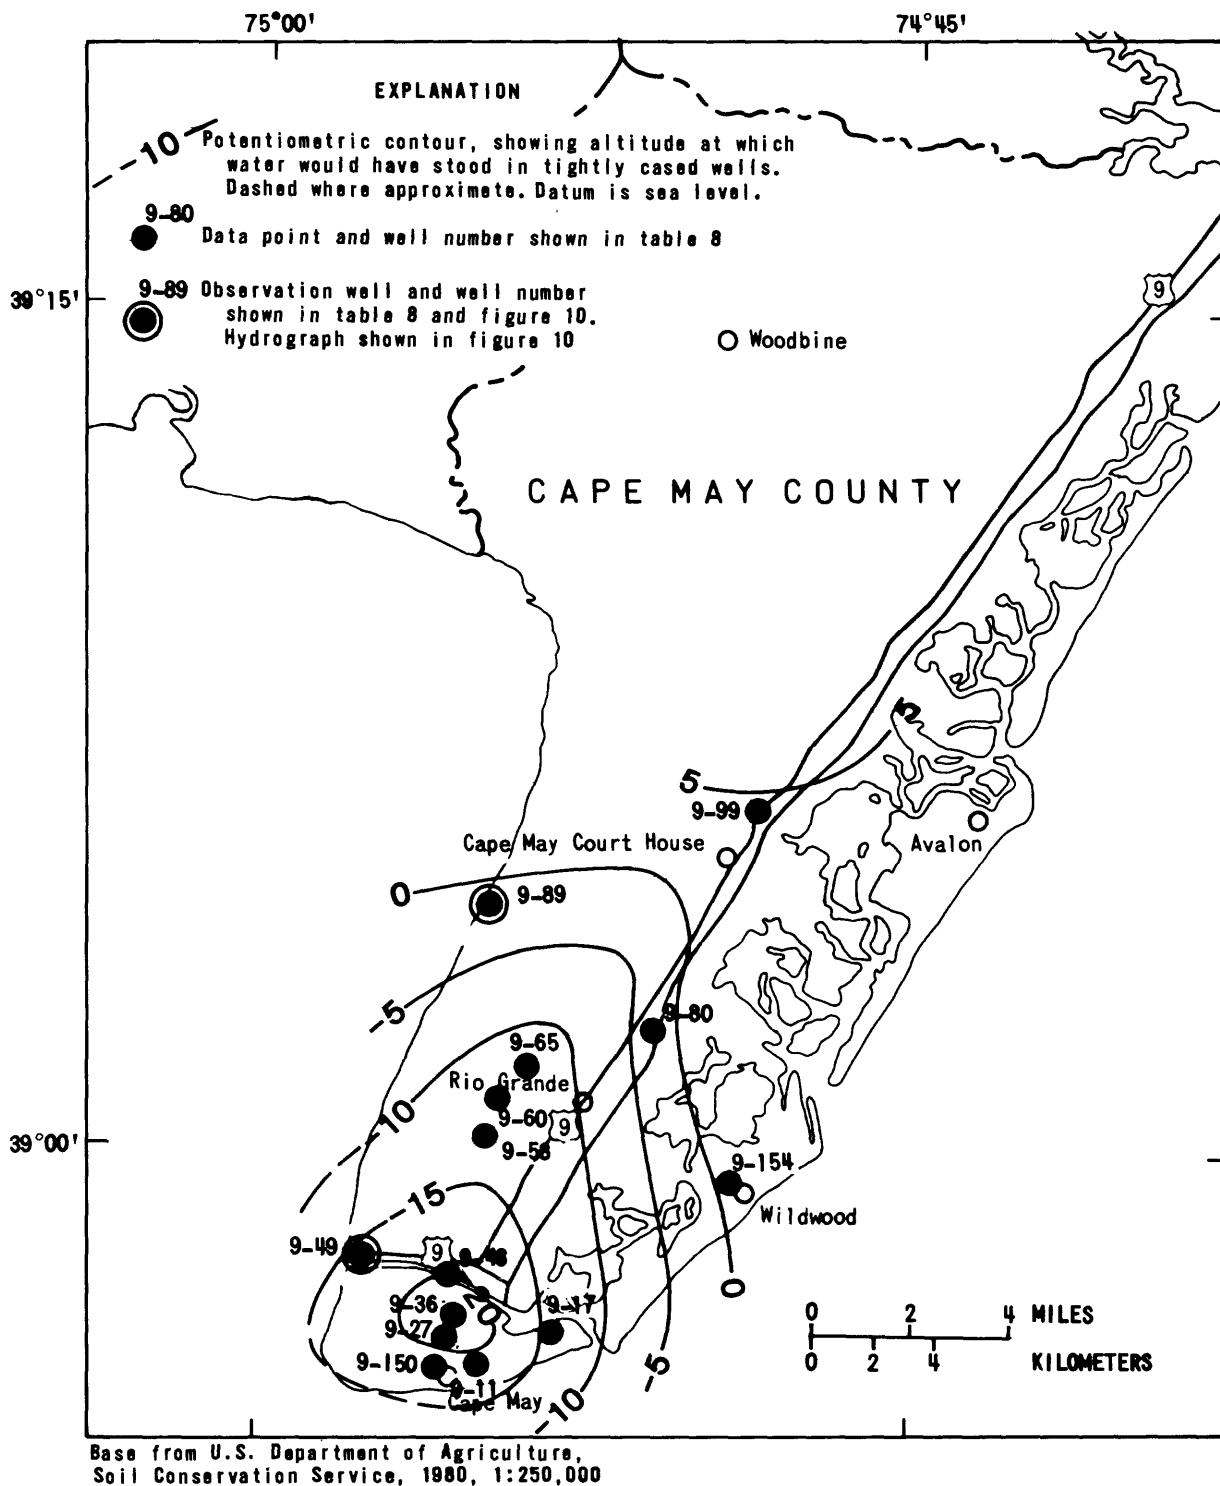 75°00'
74°45'
EXPLANATION
-10
Potentiometric contour, showing altitude at which
water would have stood in tightly cased wells.
Dashed where approximate. Datum is sea level.
9-80
Data point and well number shown in table 8
9-89
Observation well and well number
shown in table 8 and figure 10.
Hydrograph shown in figure 10
39°15'
9
Woodbine
CAPE MAY COUNTY
5
5
9-99
Cape May Court House
Avalon
0
9-89
-5
9-80
9-65
Rio Grande
-10
9-60
9
9-58
39°00'
9-154
Wildwood
-15
9-49
9
9-36
9-17
9-27
0
9-150
9-11
Cape May
-5
-10
0 2 4 MILES
0 2 4 KILOMETERS
Base from U.S. Department of Agriculture,
Soil Conservation Service, 1980, 1:250,000